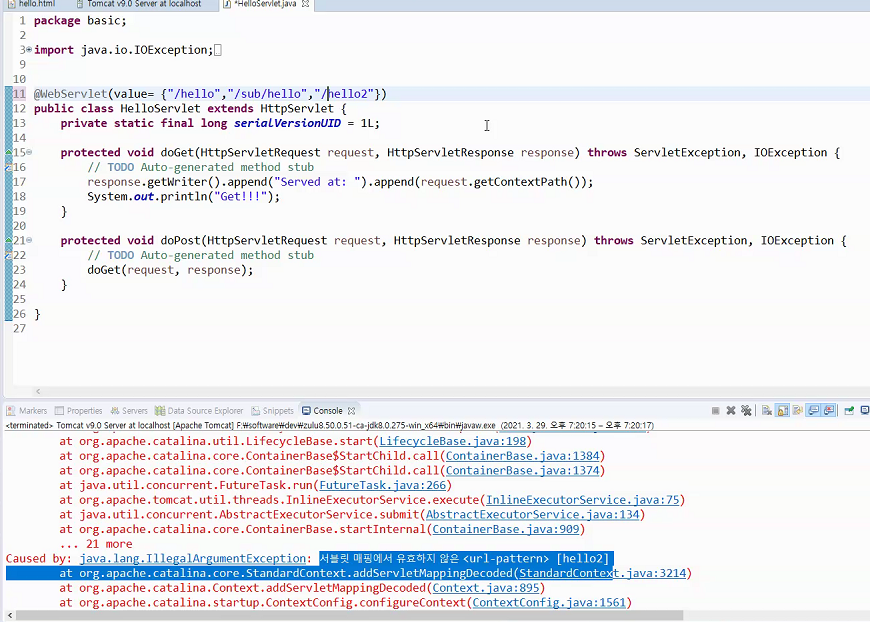 hello.html Tomcat v9.0 Server at localhost *HelloServlet.java
1 package basic;
2
3 import java.io.IOException;
9
10
11 @WebServlet(value= {"/hello","/sub/hello","/hello2"})
12 public class HelloServlet extends HttpServlet {
13 private static final long serialVersionUID = 1L;
14
15 protected void doGet(HttpServletRequest request, HttpServletResponse response) throws ServletException, IOException {
16 // TODO Auto-generated method stub
17 response.getWriter().append("Served at: ").append(request.getContextPath());
18 System.out.println("Get!!!");
19 }
20
21 protected void doPost(HttpServletRequest request, HttpServletResponse response) throws ServletException, IOException {
22 // TODO Auto-generated method stub
23 doGet(request, response);
24 }
25
26 }
27
Markers Properties Servers Data Source Explorer Snippets Console
<terminated> Tomcat v9.0 Server at localhost [Apache Tomcat] F:₩software₩dev₩zulu8.50.0.51-ca-jdk8.0.275-win_x64₩bin₩javaw.exe (2021. 3. 29. 오후 7:20:15 – 오후 7:20:17)
at org.apache.catalina.util.LifecycleBase.start(LifecycleBase.java:198)
at org.apache.catalina.core.ContainerBase$StartChild.call(ContainerBase.java:1384)
at org.apache.catalina.core.ContainerBase$StartChild.call(ContainerBase.java:1374)
at java.util.concurrent.FutureTask.run(FutureTask.java:266)
at org.apache.tomcat.util.threads.InlineExecutorService.execute(InlineExecutorService.java:75)
at java.util.concurrent.AbstractExecutorService.submit(AbstractExecutorService.java:134)
at org.apache.catalina.core.ContainerBase.startInternal(ContainerBase.java:909)
... 21 more
Caused by: java.lang.IllegalArgumentException: 서블릿 매핑에서 유효하지 않은 <url-pattern> [hello2]
at org.apache.catalina.core.StandardContext.addServletMappingDecoded(StandardContext.java:3214)
at org.apache.catalina.Context.addServletMappingDecoded(Context.java:895)
at org.apache.catalina.startup.ContextConfig.configureContext(ContextConfig.java:1561)